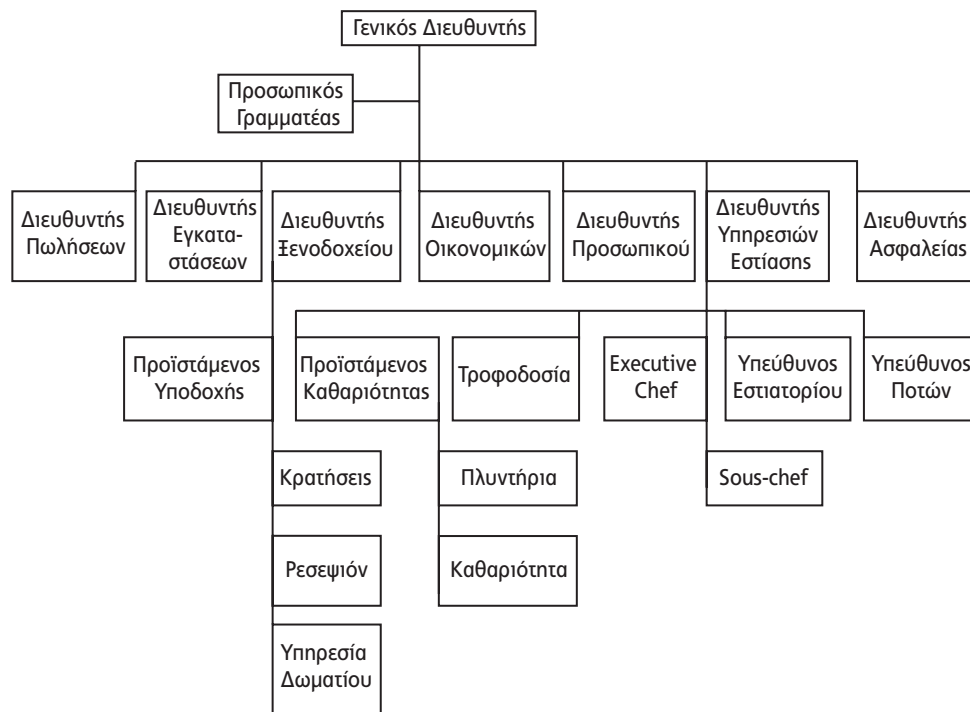 Γενικός Διευθυντής
Προσωπικός
Γραμματέας
Διευθυντής
Πωλήσεων
Διευθυντής
Εγκατα-
στάσεων
Διευθυντής
Ξενοδοχείου
Διευθυντής
Οικονομικών
Διευθυντής
Προσωπικού
Διευθυντής
Υπηρεσιών
Εστίασης
Διευθυντής
Ασφαλείας
Προϊστάμενος
Υποδοχής
Προϊστάμενος
Καθαριότητας
Τροφοδοσία
Executive
Chef
Υπεύθυνος
Εστιατορίου
Υπεύθυνος
Ποτών
Κρατήσεις
Πλυντήρια
Sous-chef
Ρεσεψιόν
Καθαριότητα
Υπηρεσία
Δωματίου